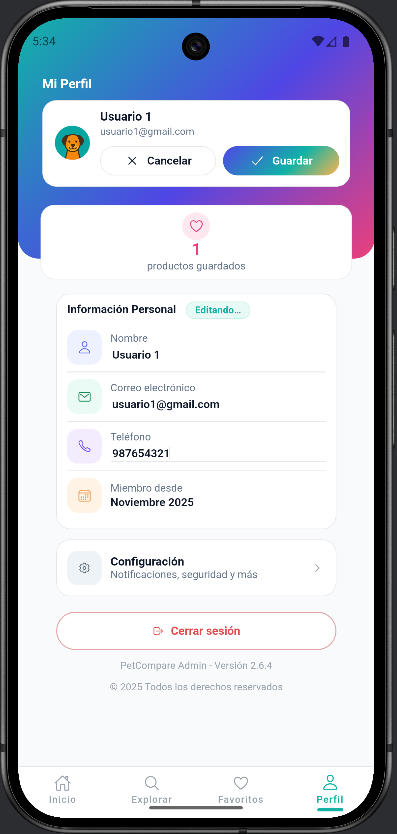 5:34
Mi Perfil
Usuario 1
usuario1@gmail.com
Cancelar
Guardar
1
productos guardados
Información Personal
Editando...
Nombre
Usuario 1
Correo electrónico
usuario1@gmail.com
Teléfono
987654321
Miembro desde
Noviembre 2025
Configuración
Notificaciones, seguridad y más
Cerrar sesión
PetCompare Admin - Versión 2.6.4
© 2025 Todos los derechos reservados
Inicio
Explorar
Favoritos
Perfil